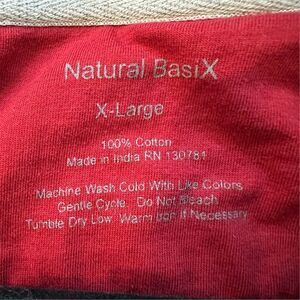 Natural BasiX
X-Large
100% Cotton
Made in India RN 130781
Machine Wash Cold With Like Colors
Gentle Cycle. Do Not Bleach
Tumble Dry Low. Warm Iron if Necessary